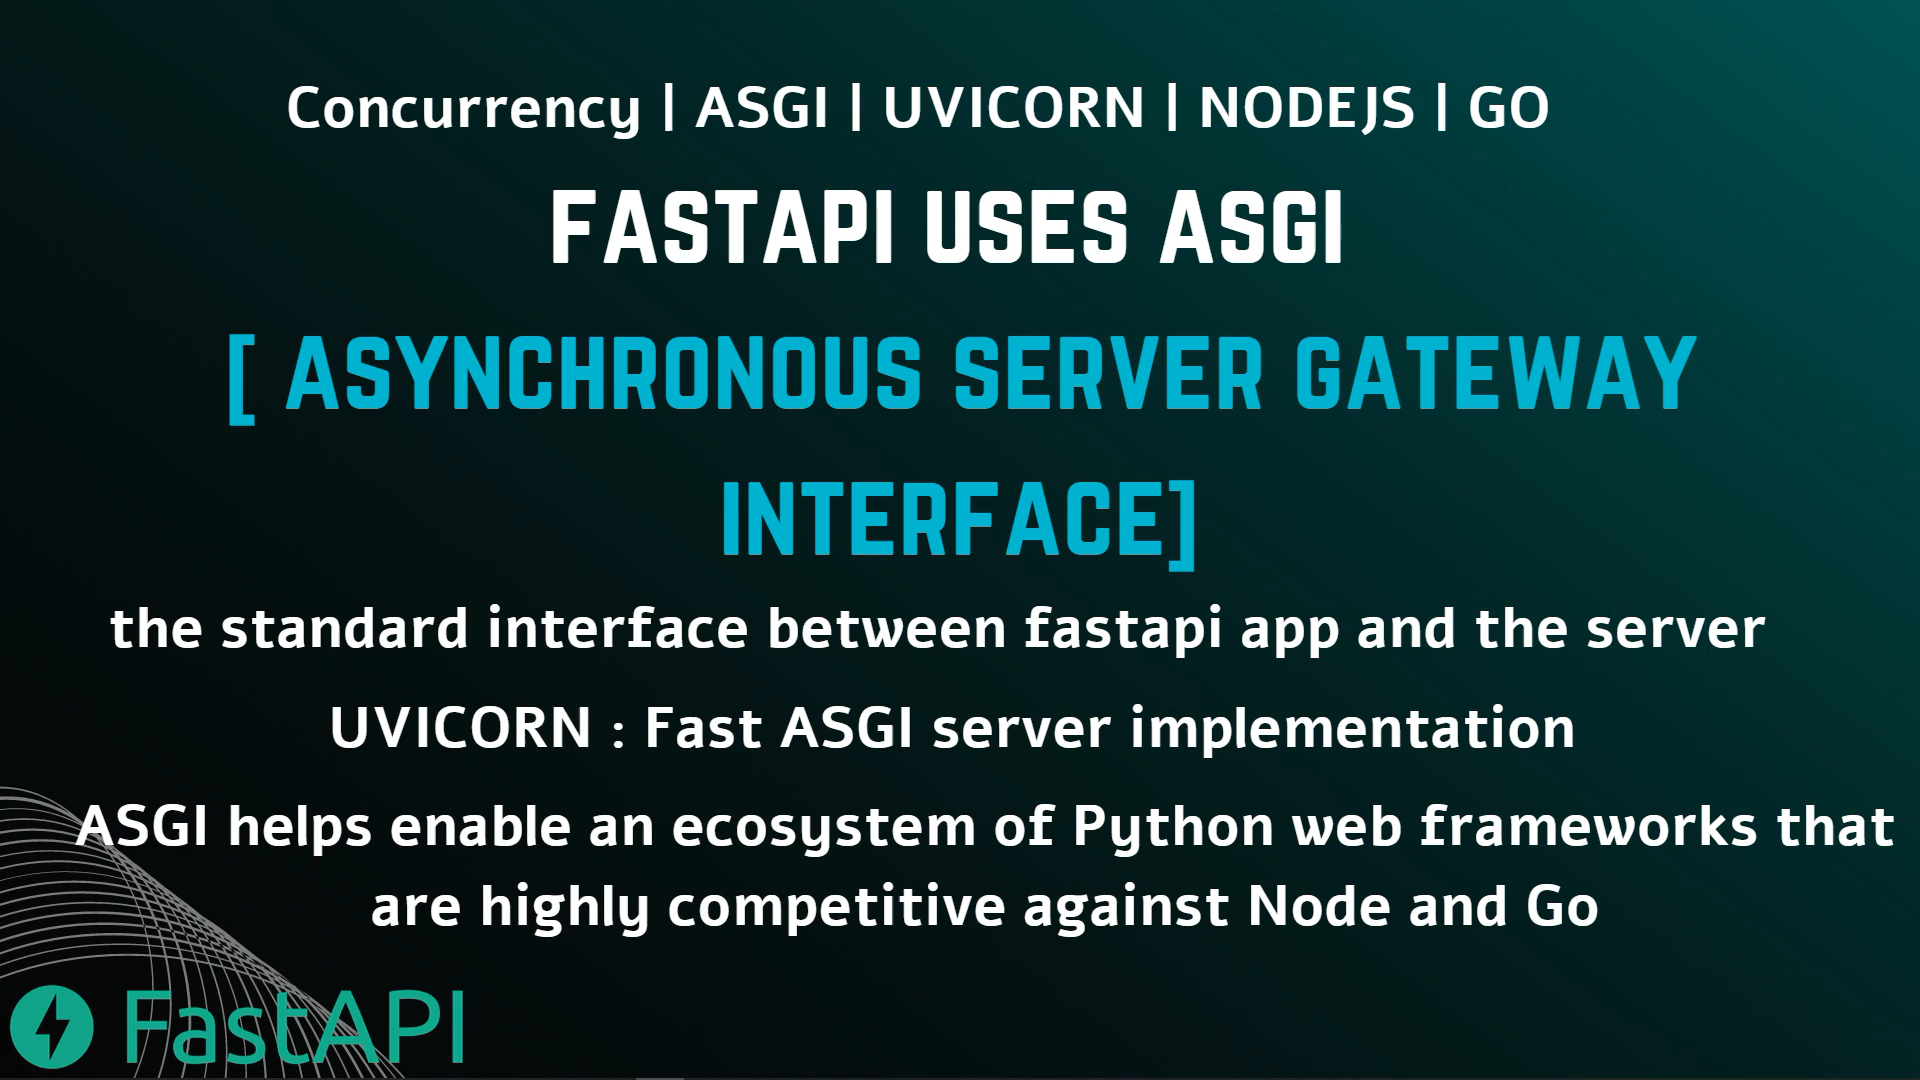 Concurrency | ASGI | UVICORN | NODEJS | GO
FASTAPI USES ASGI
[ ASYNCHRONOUS SERVER GATEWAY
INTERFACE]
the standard interface between fastapi app and the server
UVICORN : Fast ASGI server implementation
ASGI helps enable an ecosystem of Python web frameworks that
are highly competitive against Node and Go
FastAPI